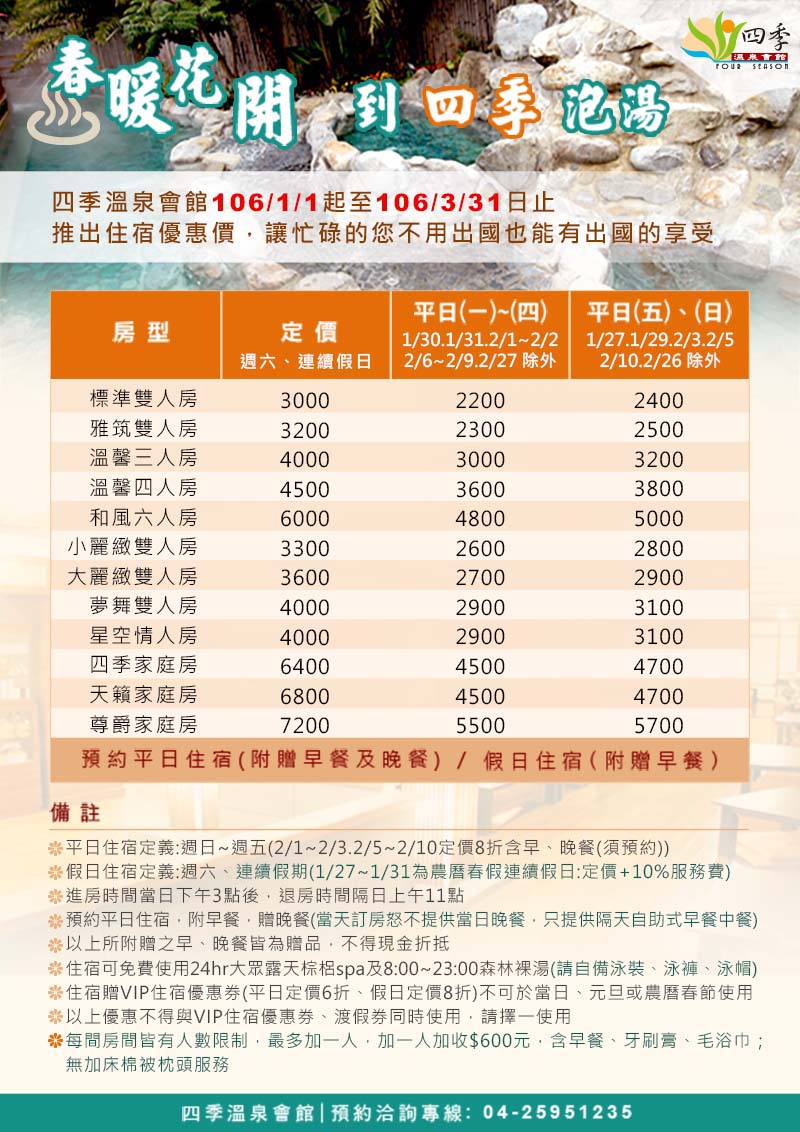 四季
溫泉會館
FOUR SEASON
春暖花開 到 四季 泡湯
四季溫泉會館106/1/1起至106/3/31日止
推出住宿優惠價，讓忙碌的您不用出國也能有出國的享受
房型 定價 平日(一)~(四) 平日(五)、(日)
週六、連續假日 1/30.1/31.2/1~2/2 1/27.1/29.2/3.2/5
2/6~2/9.2/27 除外 2/10.2/26 除外
標準雙人房 3000 2200 2400
雅筑雙人房 3200 2300 2500
溫馨三人房 4000 3000 3200
溫馨四人房 4500 3600 3800
和風六人房 6000 4800 5000
小麗緻雙人房 3300 2600 2800
大麗緻雙人房 3600 2700 2900
夢舞雙人房 4000 2900 3100
星空情人房 4000 2900 3100
四季家庭房 6400 4500 4700
天籟家庭房 6800 4500 4700
尊爵家庭房 7200 5500 5700
預約平日住宿(附贈早餐及晚餐) / 假日住宿(附贈早餐)
備註
平日住宿定義:週日~週五(2/1~2/3.2/5~2/10定價8折含早、晚餐(須預約))
假日住宿定義:週六、連續假期(1/27~1/31為農曆春假連續假日:定價+10%服務費)
進房時間當日下午3點後，退房時間隔日上午11點
預約平日住宿，附早餐，贈晚餐(當天訂房恕不提供當日晚餐，只提供隔天自助式早餐中餐)
以上所附贈之早、晚餐皆為贈品，不得現金折抵
住宿可免費使用24hr大眾露天棕梠spa及8:00~23:00森林裸湯(請自備泳裝、泳褲、泳帽)
住宿贈VIP住宿優惠券(平日定價6折、假日定價8折)不可於當日、元旦或農曆春節使用
以上優惠不得與VIP住宿優惠券、渡假券同時使用，請擇一使用
每間房間皆有人數限制，最多加一人，加一人加收$600元，含早餐、牙刷膏、毛浴巾；
無加床棉被枕頭服務
四季溫泉會館|預約洽詢專線: 04-25951235